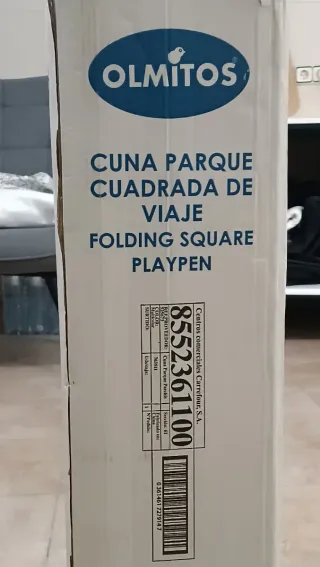 OLMITOS
CUNA PARQUE
CUADRADA DE
VIAJE
FOLDING SQUARE
PLAYPEN
Centros comerciales Carrefour, S.A.
8552361100